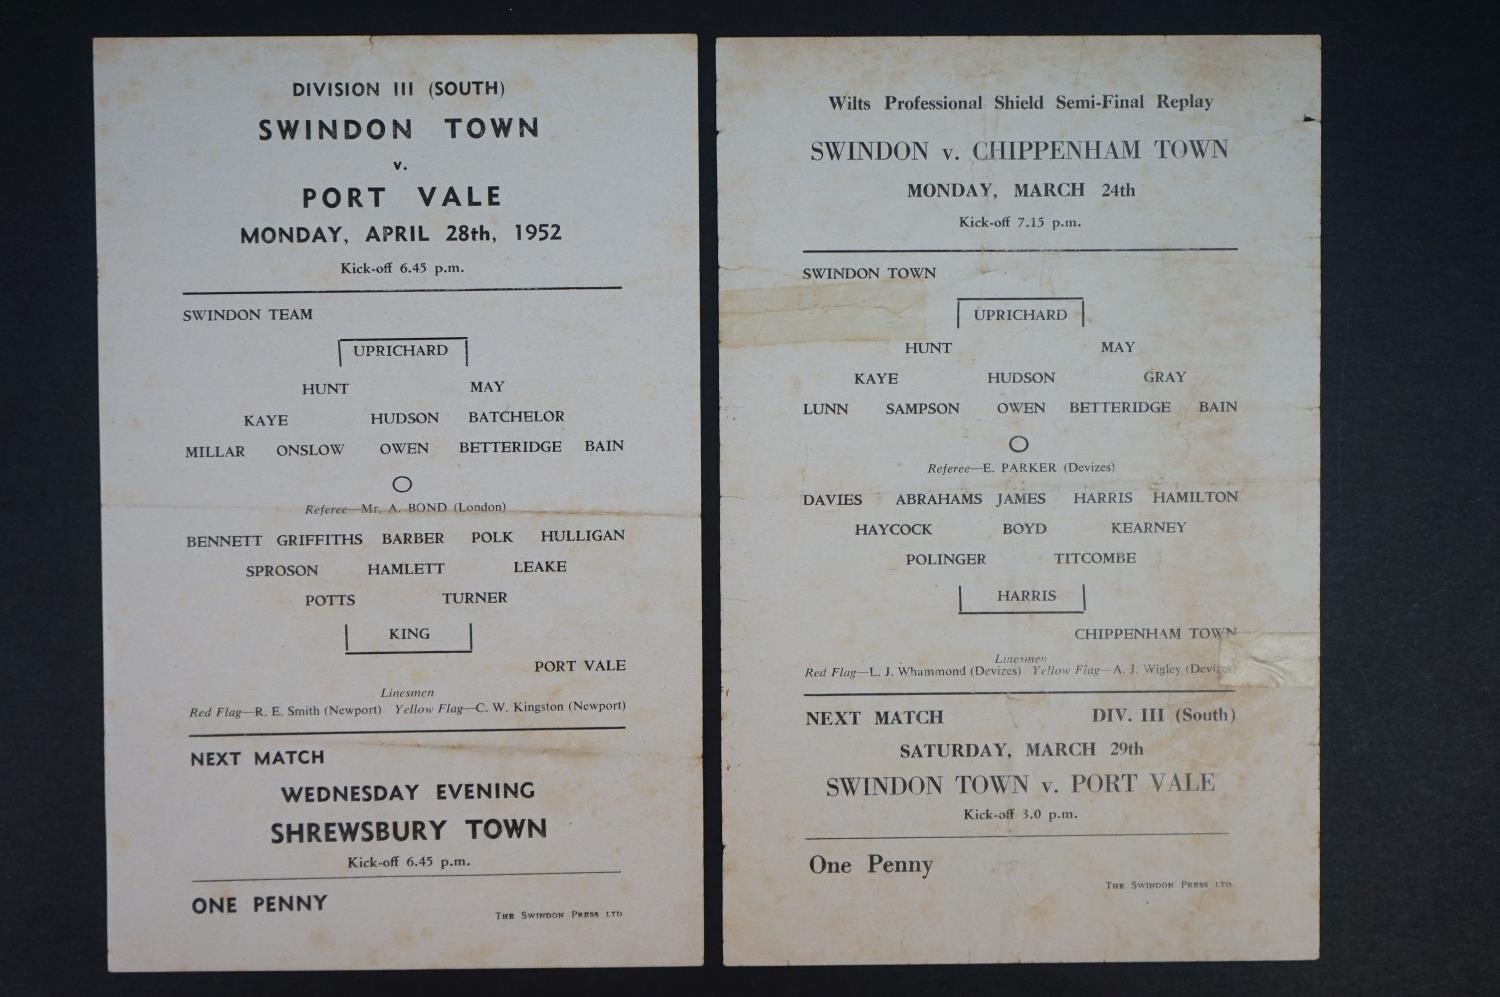 DIVISION III (SOUTH)
SWINDON TOWN
v.
PORT VALE
MONDAY, APRIL 28th, 1952
Kick-off 6.45 p.m.
SWINDON TEAM
UPRICHARD
HUNT MAY
KAYE HUDSON BATCHELOR
MILLAR ONSLOW OWEN BETTERIDGE BAIN
Referee—Mr. A. BOND (London)
BENNETT GRIFFITHS BARBER POLK HULLIGAN
SPROSON HAMLETT LEAKE
POTTS TURNER
KING
PORT VALE
Linesmen
Red Flag—R. E. Smith (Newport) Yellow Flag—C. W. Kingston (Newport)
NEXT MATCH
WEDNESDAY EVENING
SHREWSBURY TOWN
Kick-off 6.45 p.m.
ONE PENNY
THE SWINDON PRESS LTD
Wilts Professional Shield Semi-Final Replay
SWINDON v. CHIPPENHAM TOWN
MONDAY, MARCH 24th
Kick-off 7.15 p.m.
SWINDON TOWN
UPRICHARD
HUNT MAY
KAYE HUDSON GRAY
LUNN SAMPSON OWEN BETTERIDGE BAIN
Referee—E. PARKER (Devizes)
DAVIES ABRAHAMS JAMES HARRIS HAMILTON
HAYCOCK BOYD KEARNEY
POLINGER TITCOMBE
HARRIS
CHIPPENHAM TOWN
Linesmen
Red Flag—L. J. Whammond (Devizes) Yellow Flag—A. J. Wigley (Devizes)
NEXT MATCH DIV. III (South)
SATURDAY, MARCH 29th
SWINDON TOWN v. PORT VALE
Kick-off 3.0 p.m.
One Penny
THE SWINDON PRESS LTD